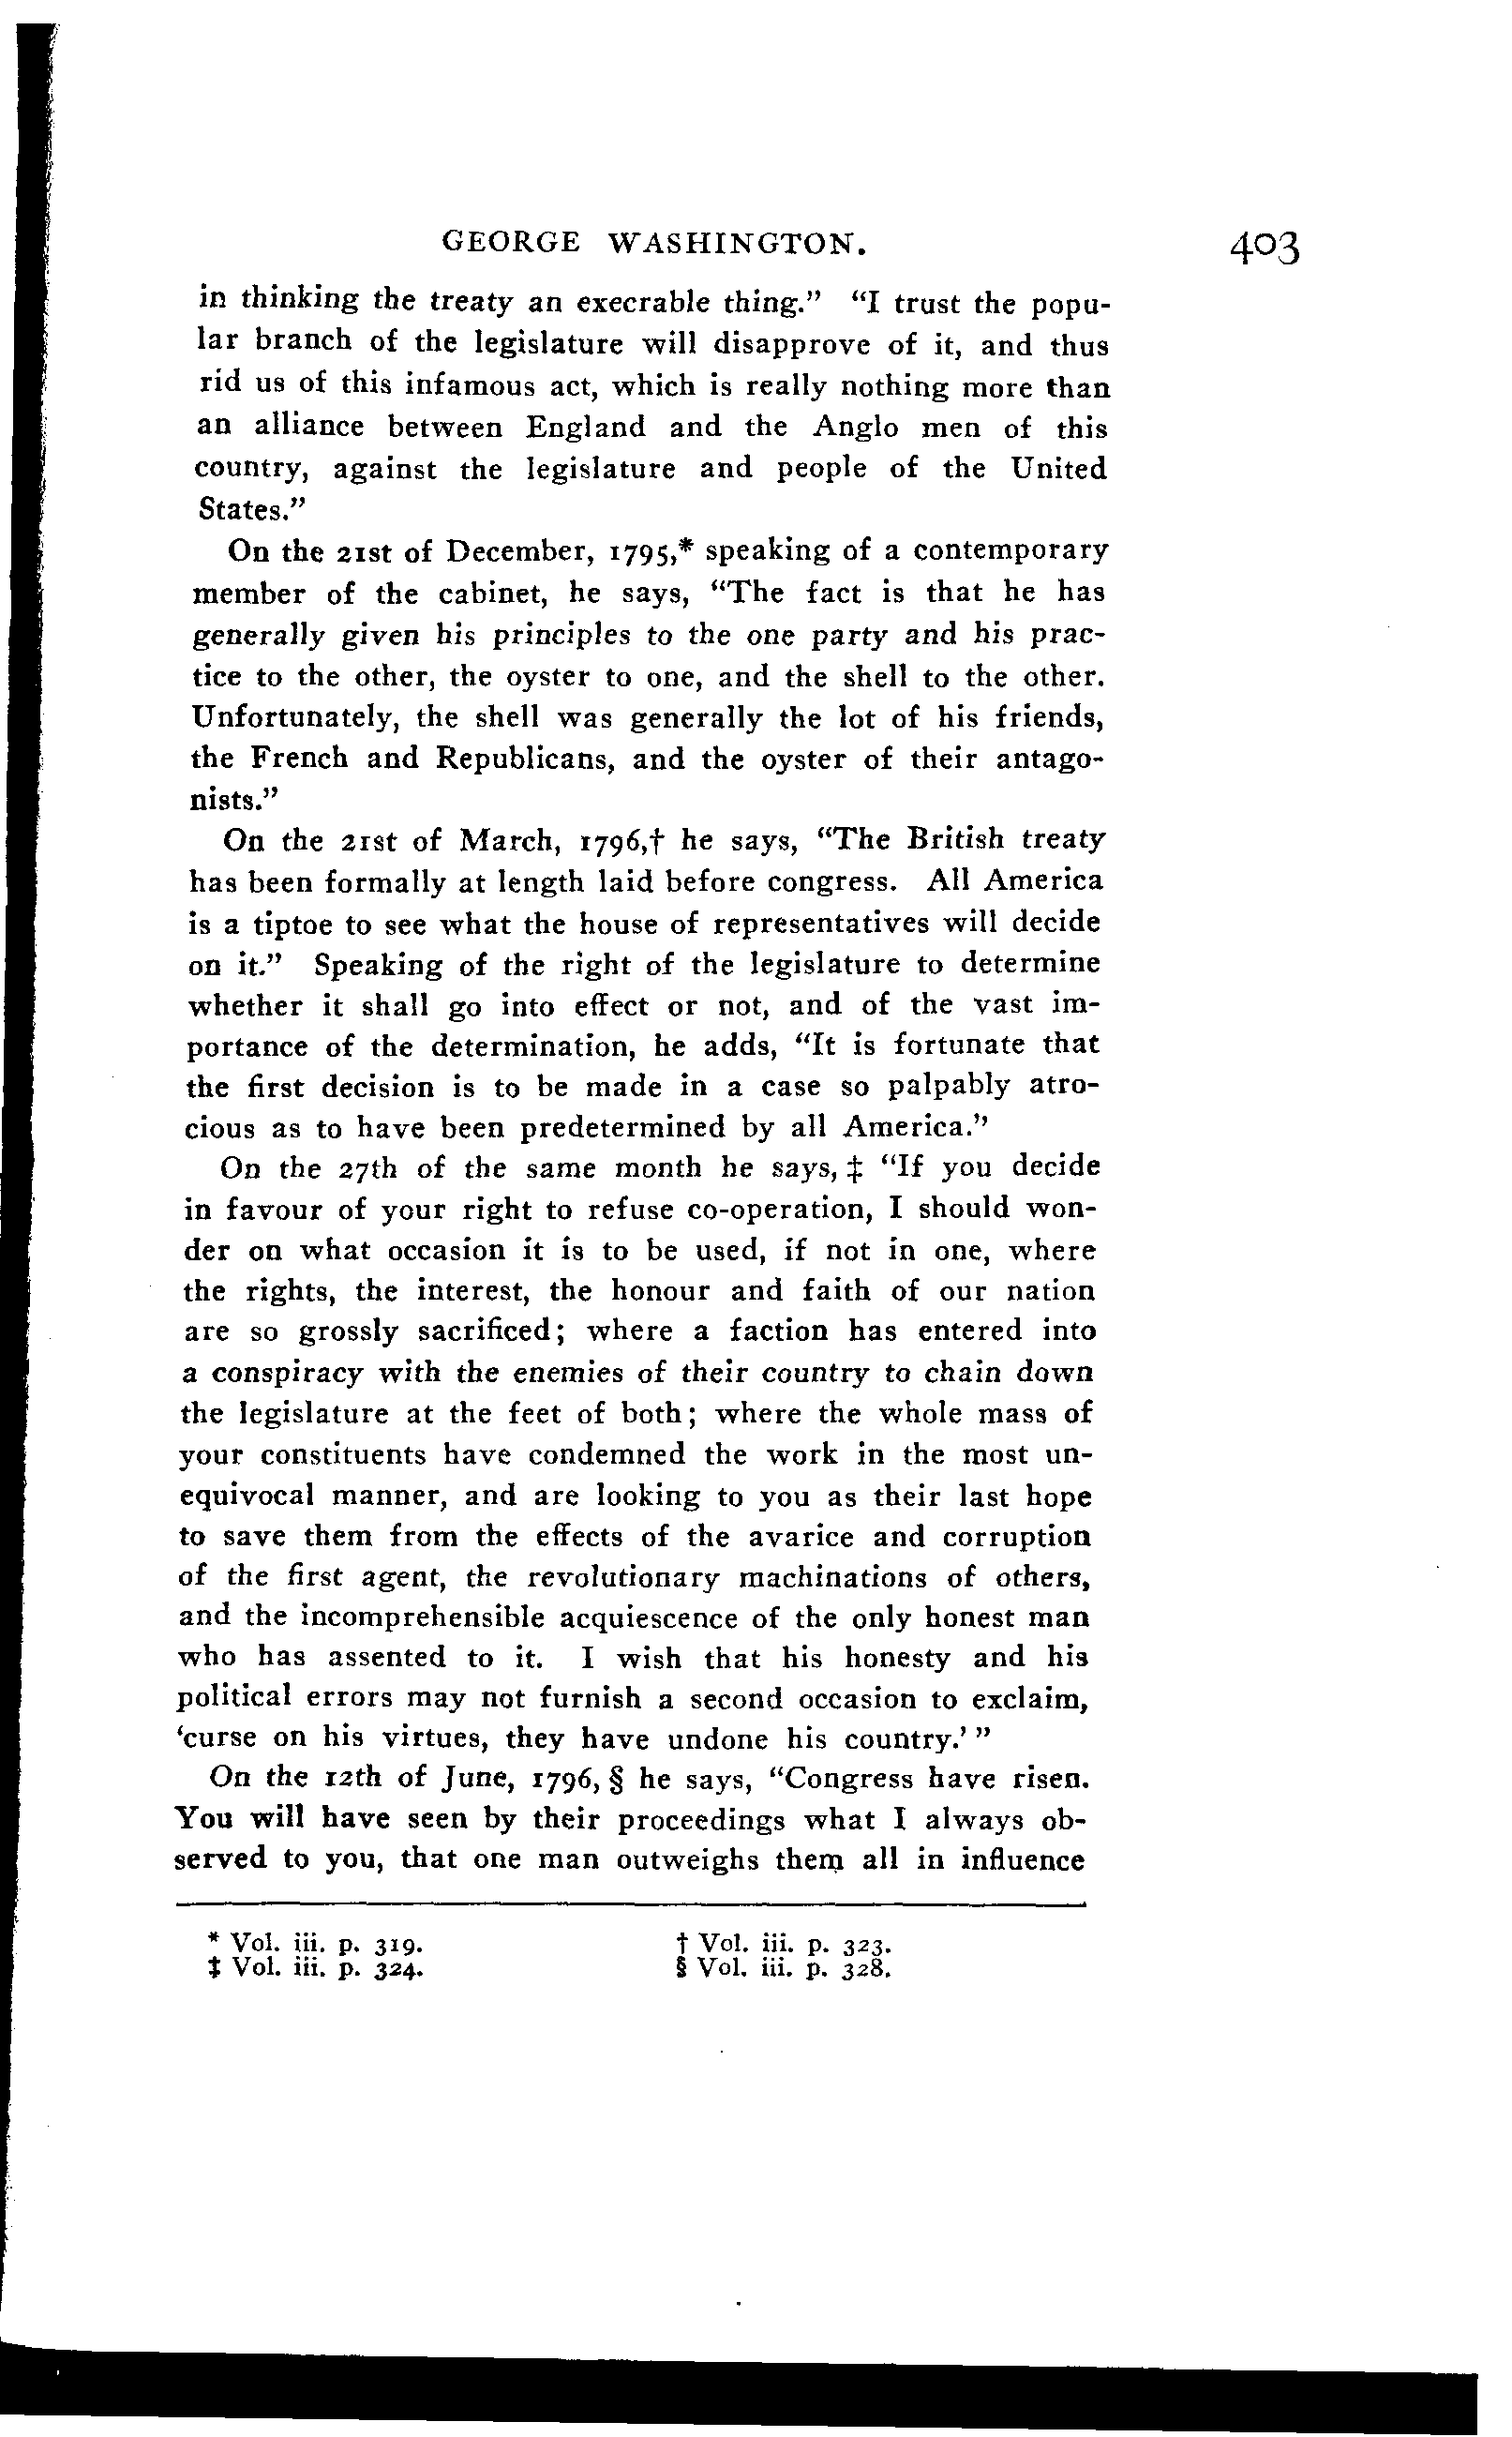 GEORGE WASHINGTON. 403
in thinking the treaty an execrable thing.” “I trust the popu-
lar branch of the legislature will disapprove of it, and thus
rid us of this infamous act, which is really nothing more than
an alliance between England and the Anglo men of this
country, against the legislature and people of the United
States.”
On the 21st of December, 1795,* speaking of a contemporary
member of the cabinet, he says, “The fact is that he has
generally given his principles to the one party and his prac-
tice to the other, the oyster to one, and the shell to the other.
Unfortunately, the shell was generally the lot of his friends,
the French and Republicans, and the oyster of their antago-
nists.”
On the 21st of March, 1796,† he says, “The British treaty
has been formally at length laid before congress. All America
is a tiptoe to see what the house of representatives will decide
on it.” Speaking of the right of the legislature to determine
whether it shall go into effect or not, and of the vast im-
portance of the determination, he adds, “It is fortunate that
the first decision is to be made in a case so palpably atro-
cious as to have been predetermined by all America.”
On the 27th of the same month he says, ‡ “If you decide
in favour of your right to refuse co-operation, I should won-
der on what occasion it is to be used, if not in one, where
the rights, the interest, the honour and faith of our nation
are so grossly sacrificed; where a faction has entered into
a conspiracy with the enemies of their country to chain down
the legislature at the feet of both; where the whole mass of
your constituents have condemned the work in the most un-
equivocal manner, and are looking to you as their last hope
to save them from the effects of the avarice and corruption
of the first agent, the revolutionary machinations of others,
and the incomprehensible acquiescence of the only honest man
who has assented to it. I wish that his honesty and his
political errors may not furnish a second occasion to exclaim,
‘curse on his virtues, they have undone his country.’”
On the 12th of June, 1796, § he says, “Congress have risen.
You will have seen by their proceedings what I always ob-
served to you, that one man outweighs them all in influence
* Vol. iii. p. 319. † Vol. iii. p. 323.
‡ Vol. iii. p. 324. § Vol. iii. p. 328.